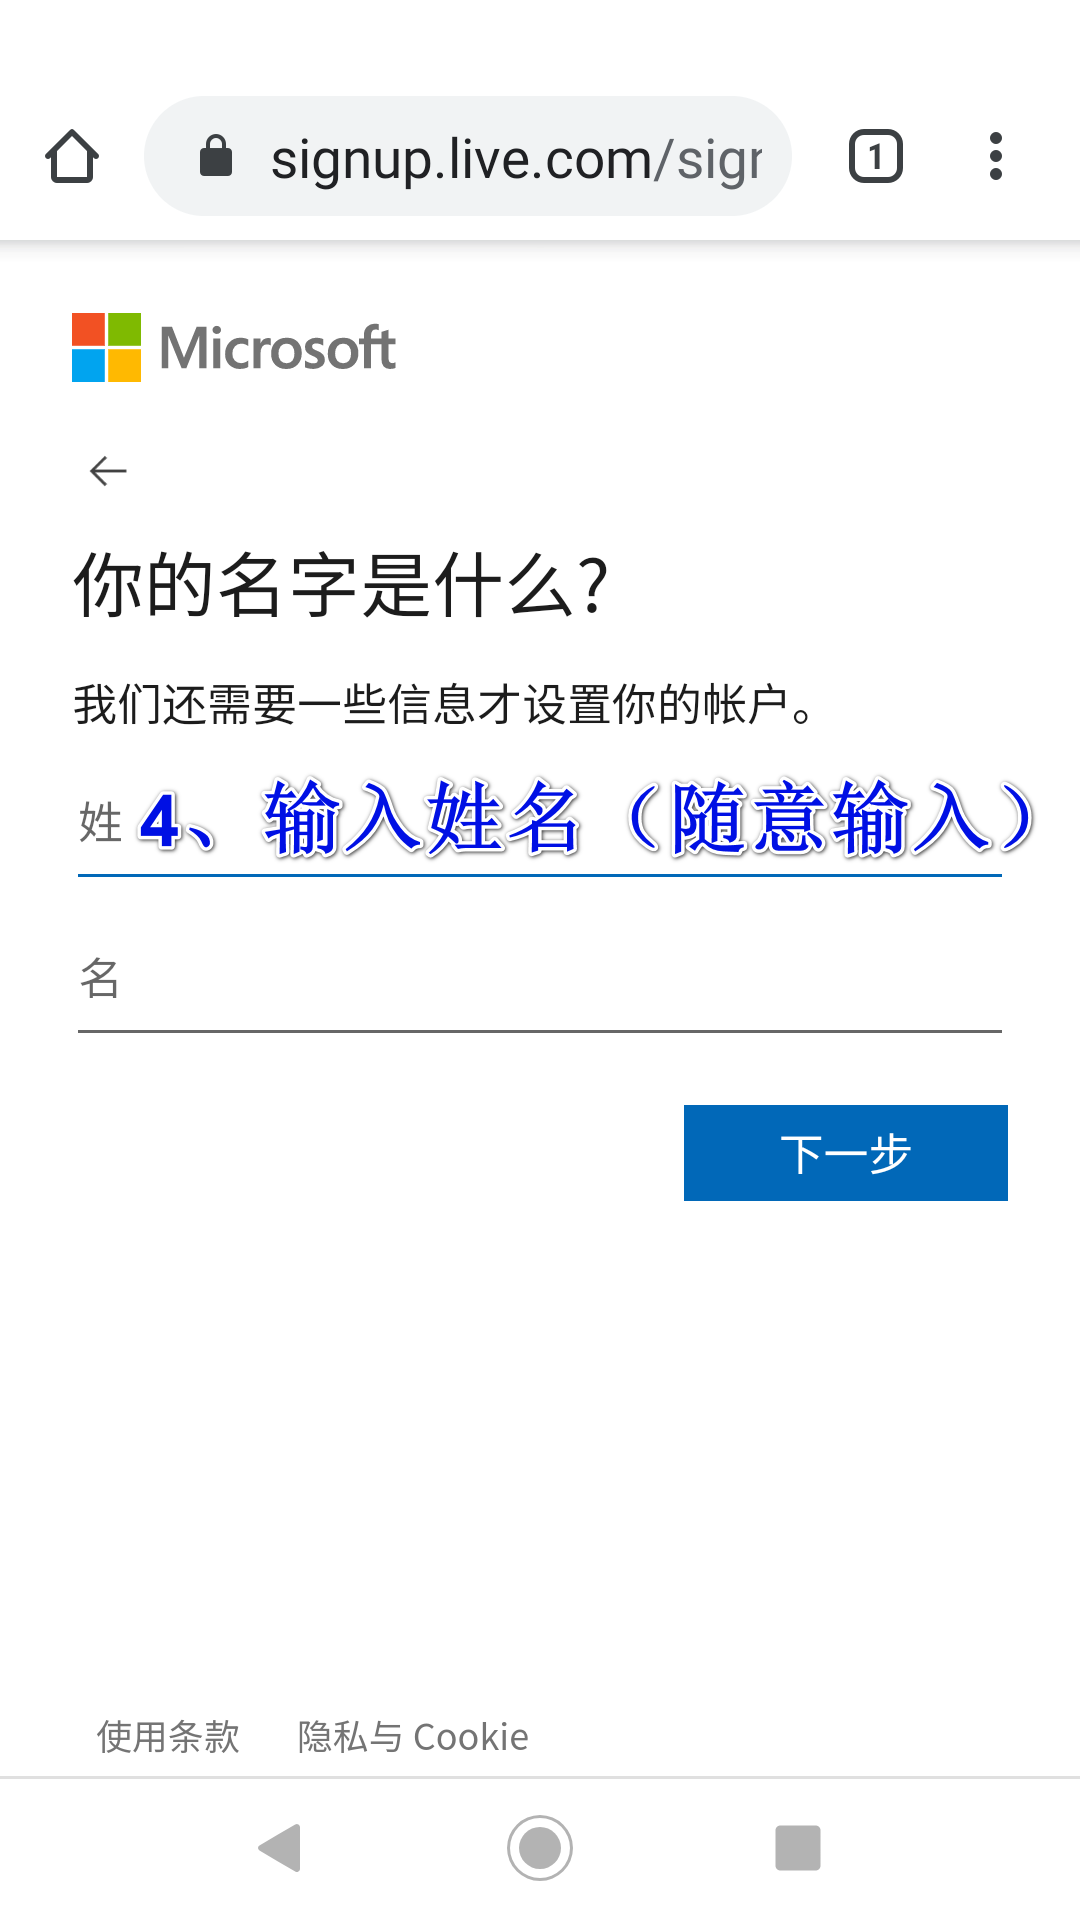 signup.live.com/sign
1
Microsoft
你的名字是什么?
我们还需要一些信息才设置你的帐户。
姓 4、输入姓名（随意输入）
名
下一步
使用条款 隐私与 Cookie